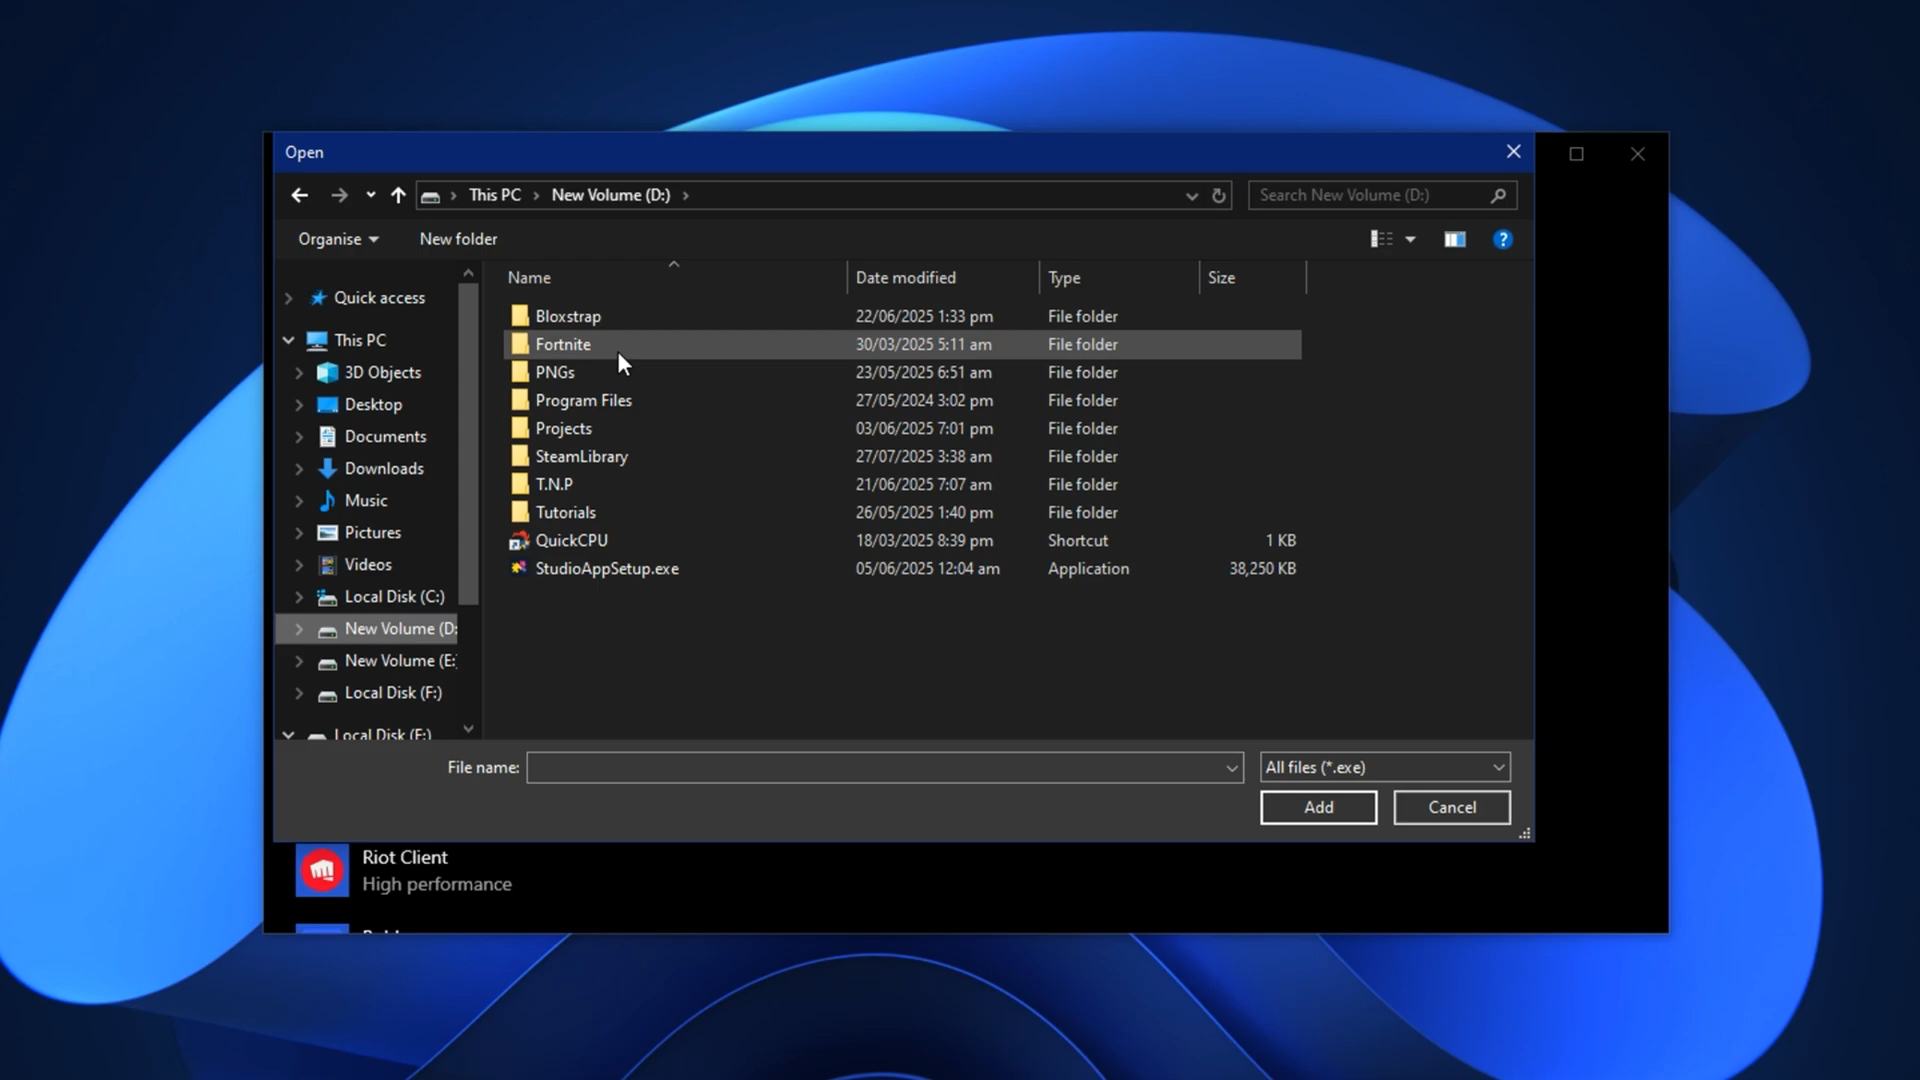 Open
This PC
New Volume (D:)
Search New Volume (D:)
Organise
New folder
?
Name
Date modified
Type
Size
Quick access
This PC
3D Objects
Desktop
Documents
Downloads
Music
Pictures
Videos
Local Disk (C:)
New Volume (D:
New Volume (E:
Local Disk (F:)
Local Disk (F:)
Bloxstrap 22/06/2025 1:33 pm File folder
Fortnite 30/03/2025 5:11 am File folder
PNGs 23/05/2025 6:51 am File folder
Program Files 27/05/2024 3:02 pm File folder
Projects 03/06/2025 7:01 pm File folder
SteamLibrary 27/07/2025 3:38 am File folder
T.N.P 21/06/2025 7:07 am File folder
Tutorials 26/05/2025 1:40 pm File folder
QuickCPU 18/03/2025 8:39 pm Shortcut 1 KB
StudioAppSetup.exe 05/06/2025 12:04 am Application 38,250 KB
File name:
All files (*.exe)
Add
Cancel
Riot Client
High performance